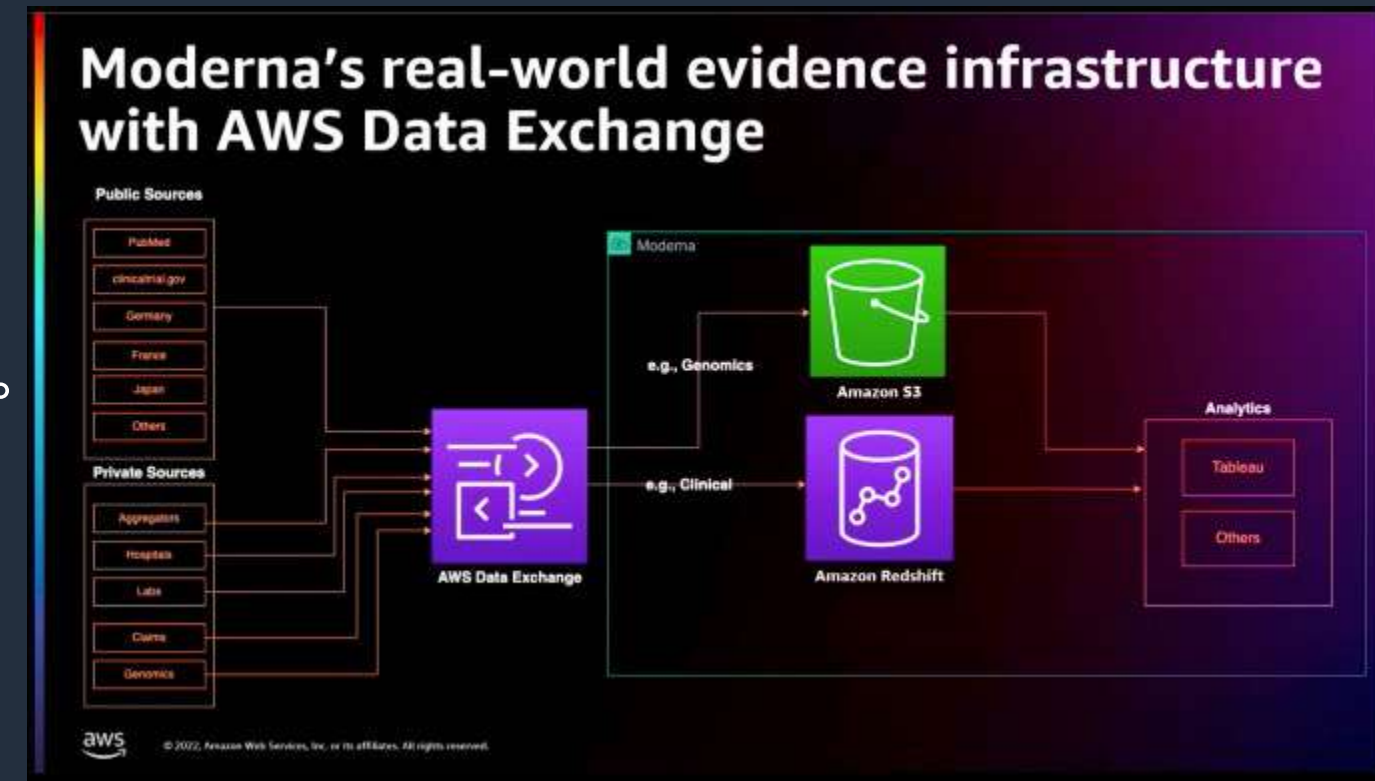 Moderna's real-world evidence infrastructure
with AWS Data Exchange
Public Sources
PubMed
clinicaltrial.gov
Germany
France
Japan
Others
Private Sources
Aggregators
Hospitals
Labs
Claims
Genomics
AWS Data Exchange
Moderna
e.g., Genomics
e.g., Clinical
Amazon S3
Amazon Redshift
Analytics
Tableau
Others
aws
© 2022, Amazon Web Services, Inc. or its affiliates. All rights reserved.